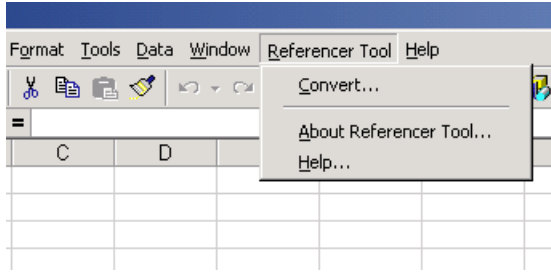 Format Tools Data Window Referencer Tool Help
Convert...
=
About Referencer Tool...
C D
Help...